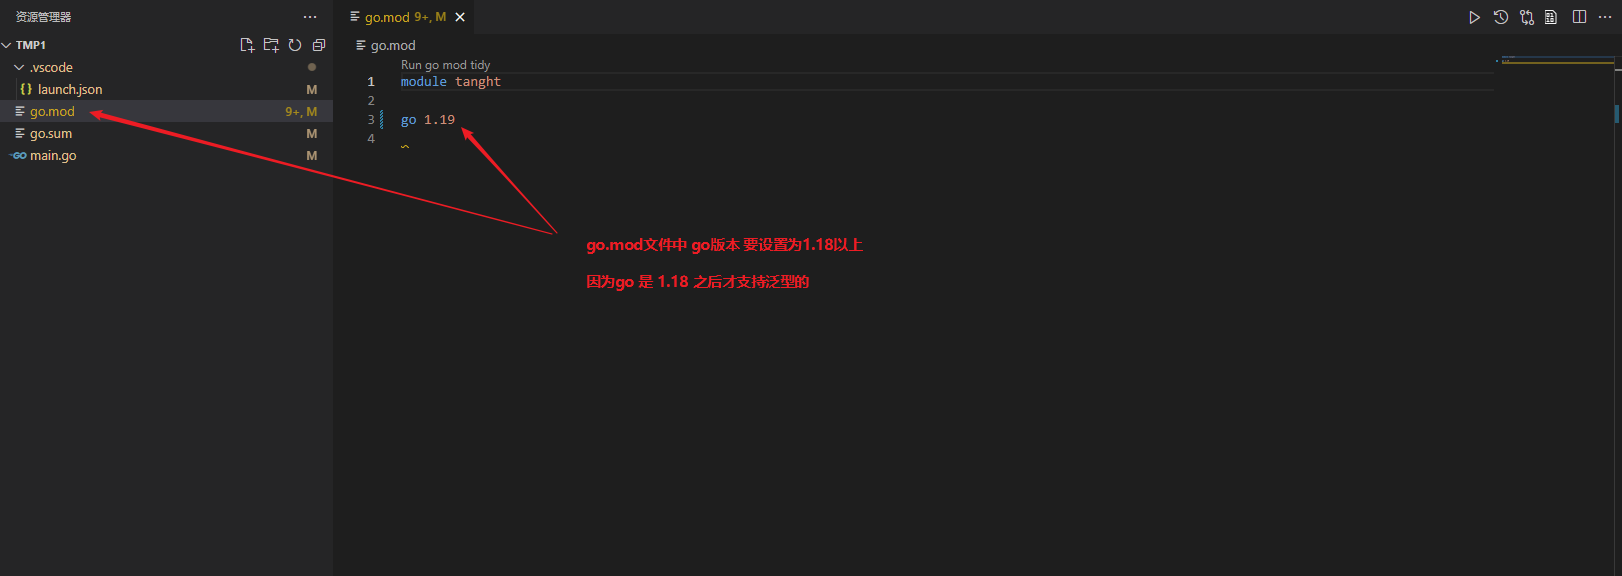 资源管理器
go.mod 9+, M
TMP1
go.mod
.vscode
Run go mod tidy
launch.json M
1 module tanght
2
go.mod 9+, M
3 go 1.19
go.sum M
4
main.go M
go.mod文件中 go版本 要设置为1.18以上
因为go 是 1.18 之后才支持泛型的